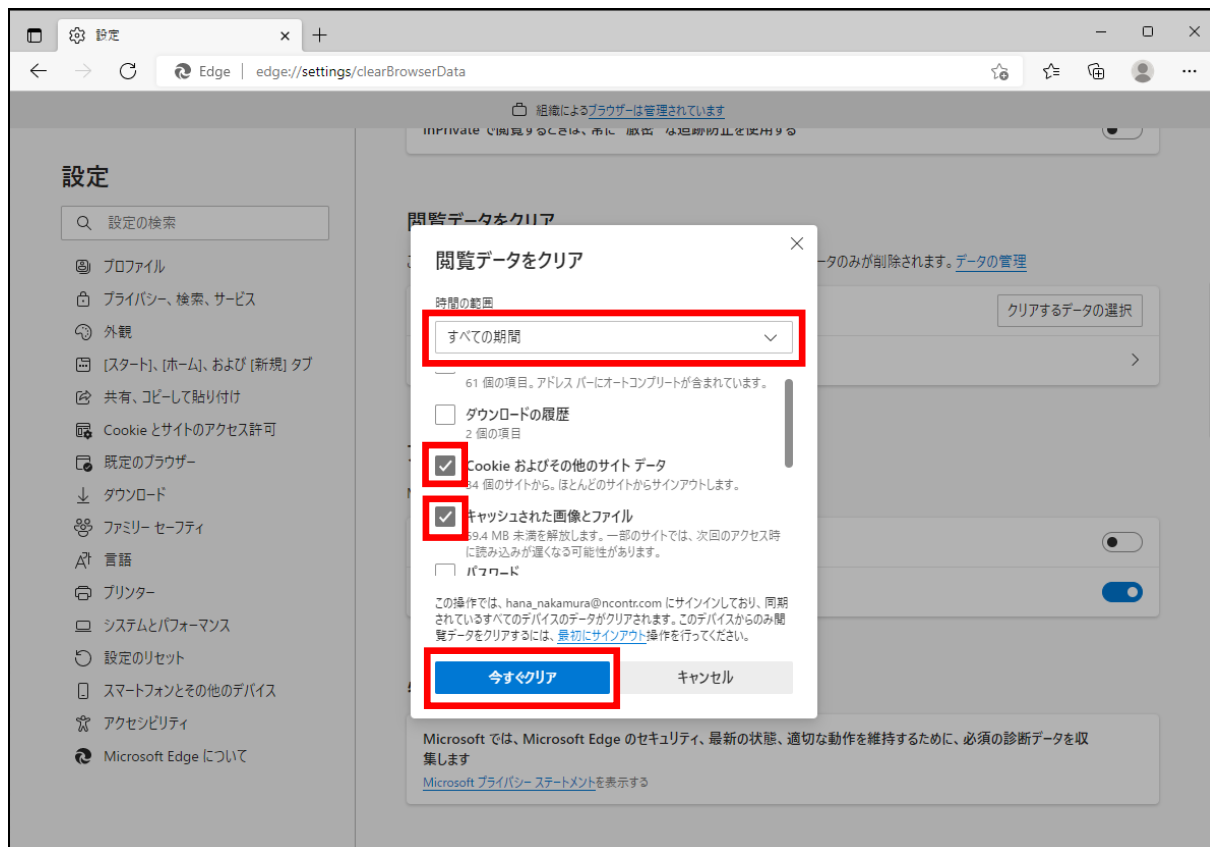 設定
Edge
edge://settings/clearBrowserData
組織によるブラウザーは管理されています
InPrivate で閲覧するときは、常に "厳密" な追跡防止を使用する
設定
設定の検索
プロファイル
プライバシー、検索、サービス
外観
[スタート]、[ホーム]、および [新規] タブ
共有、コピーして貼り付け
Cookie とサイトのアクセス許可
既定のブラウザー
ダウンロード
ファミリー セーフティ
言語
プリンター
システムとパフォーマンス
設定のリセット
スマートフォンとその他のデバイス
アクセシビリティ
Microsoft Edge について
閲覧データをクリア
ータのみが削除されます。データの管理
クリアするデータの選択
閲覧データをクリア
時間の範囲
すべての期間
61 個の項目。アドレス バーにオートコンプリートが含まれています。
ダウンロードの履歴
2 個の項目
Cookie およびその他のサイト データ
34 個のサイトから。ほとんどのサイトからサインアウトします。
キャッシュされた画像とファイル
59.4 MB 未満を解放します。一部のサイトでは、次回のアクセス時
に読み込みが遅くなる可能性があります。
パスワード
この操作では、hana_nakamura@ncontr.com にサインインしており、同期
されているすべてのデバイスのデータがクリアされます。このデバイスからのみ閲
覧データをクリアするには、最初にサインアウト操作を行ってください。
今すぐクリア
キャンセル
Microsoft では、Microsoft Edge のセキュリティ、最新の状態、適切な動作を維持するために、必須の診断データを収
集します
Microsoft プライバシー ステートメントを表示する